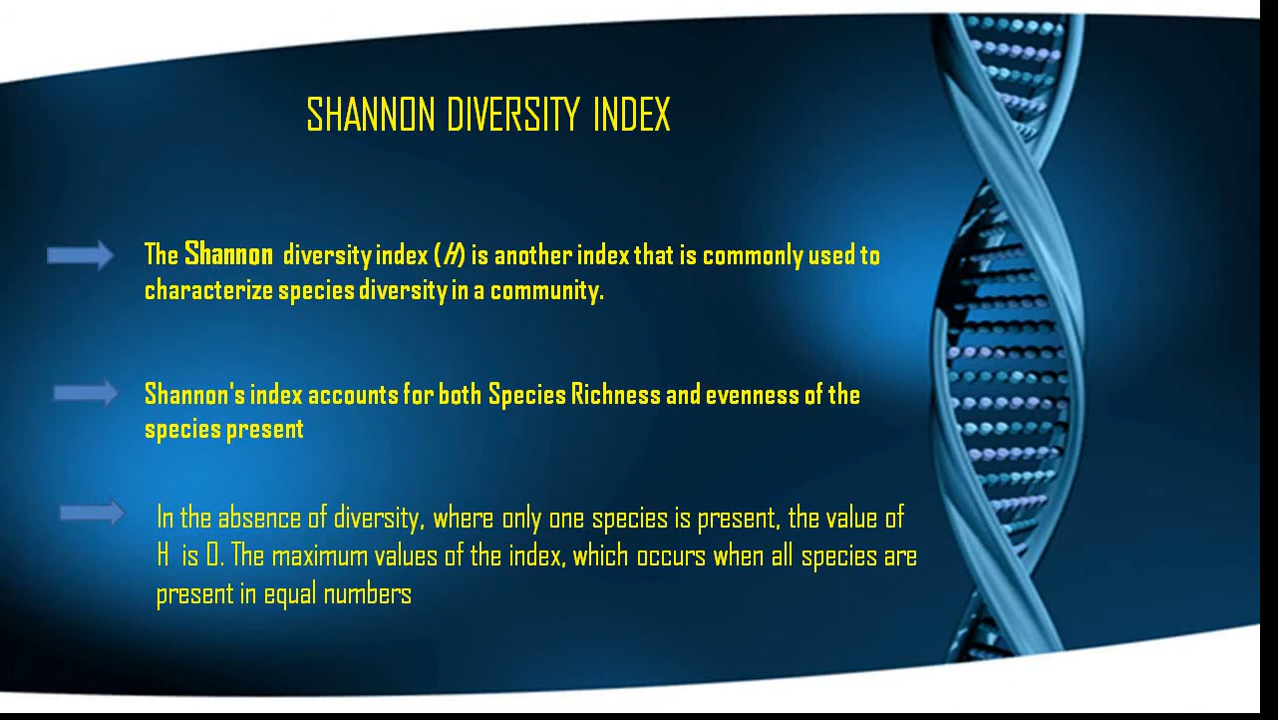 SHANNON DIVERSITY INDEX
The Shannon diversity index (H) is another index that is commonly used to
characterize species diversity in a community.
Shannon's index accounts for both Species Richness and evenness of the
species present
In the absence of diversity, where only one species is present, the value of
H is 0. The maximum values of the index, which occurs when all species are
present in equal numbers